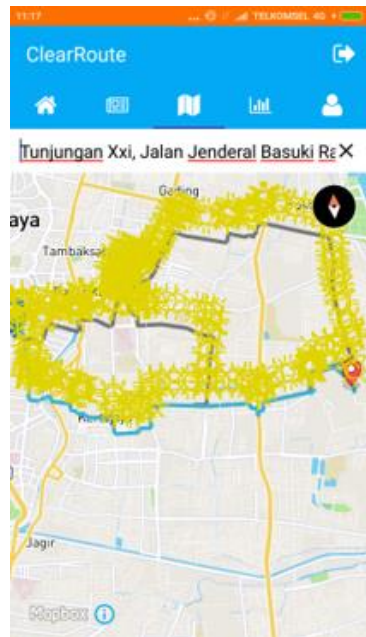 11:17 ... TELKOMSEL 4G +
ClearRoute
Tunjungan Xxi, Jalan Jenderal Basuki Ra
Gading
aya
Tambaksa
Jagir
Mapbox